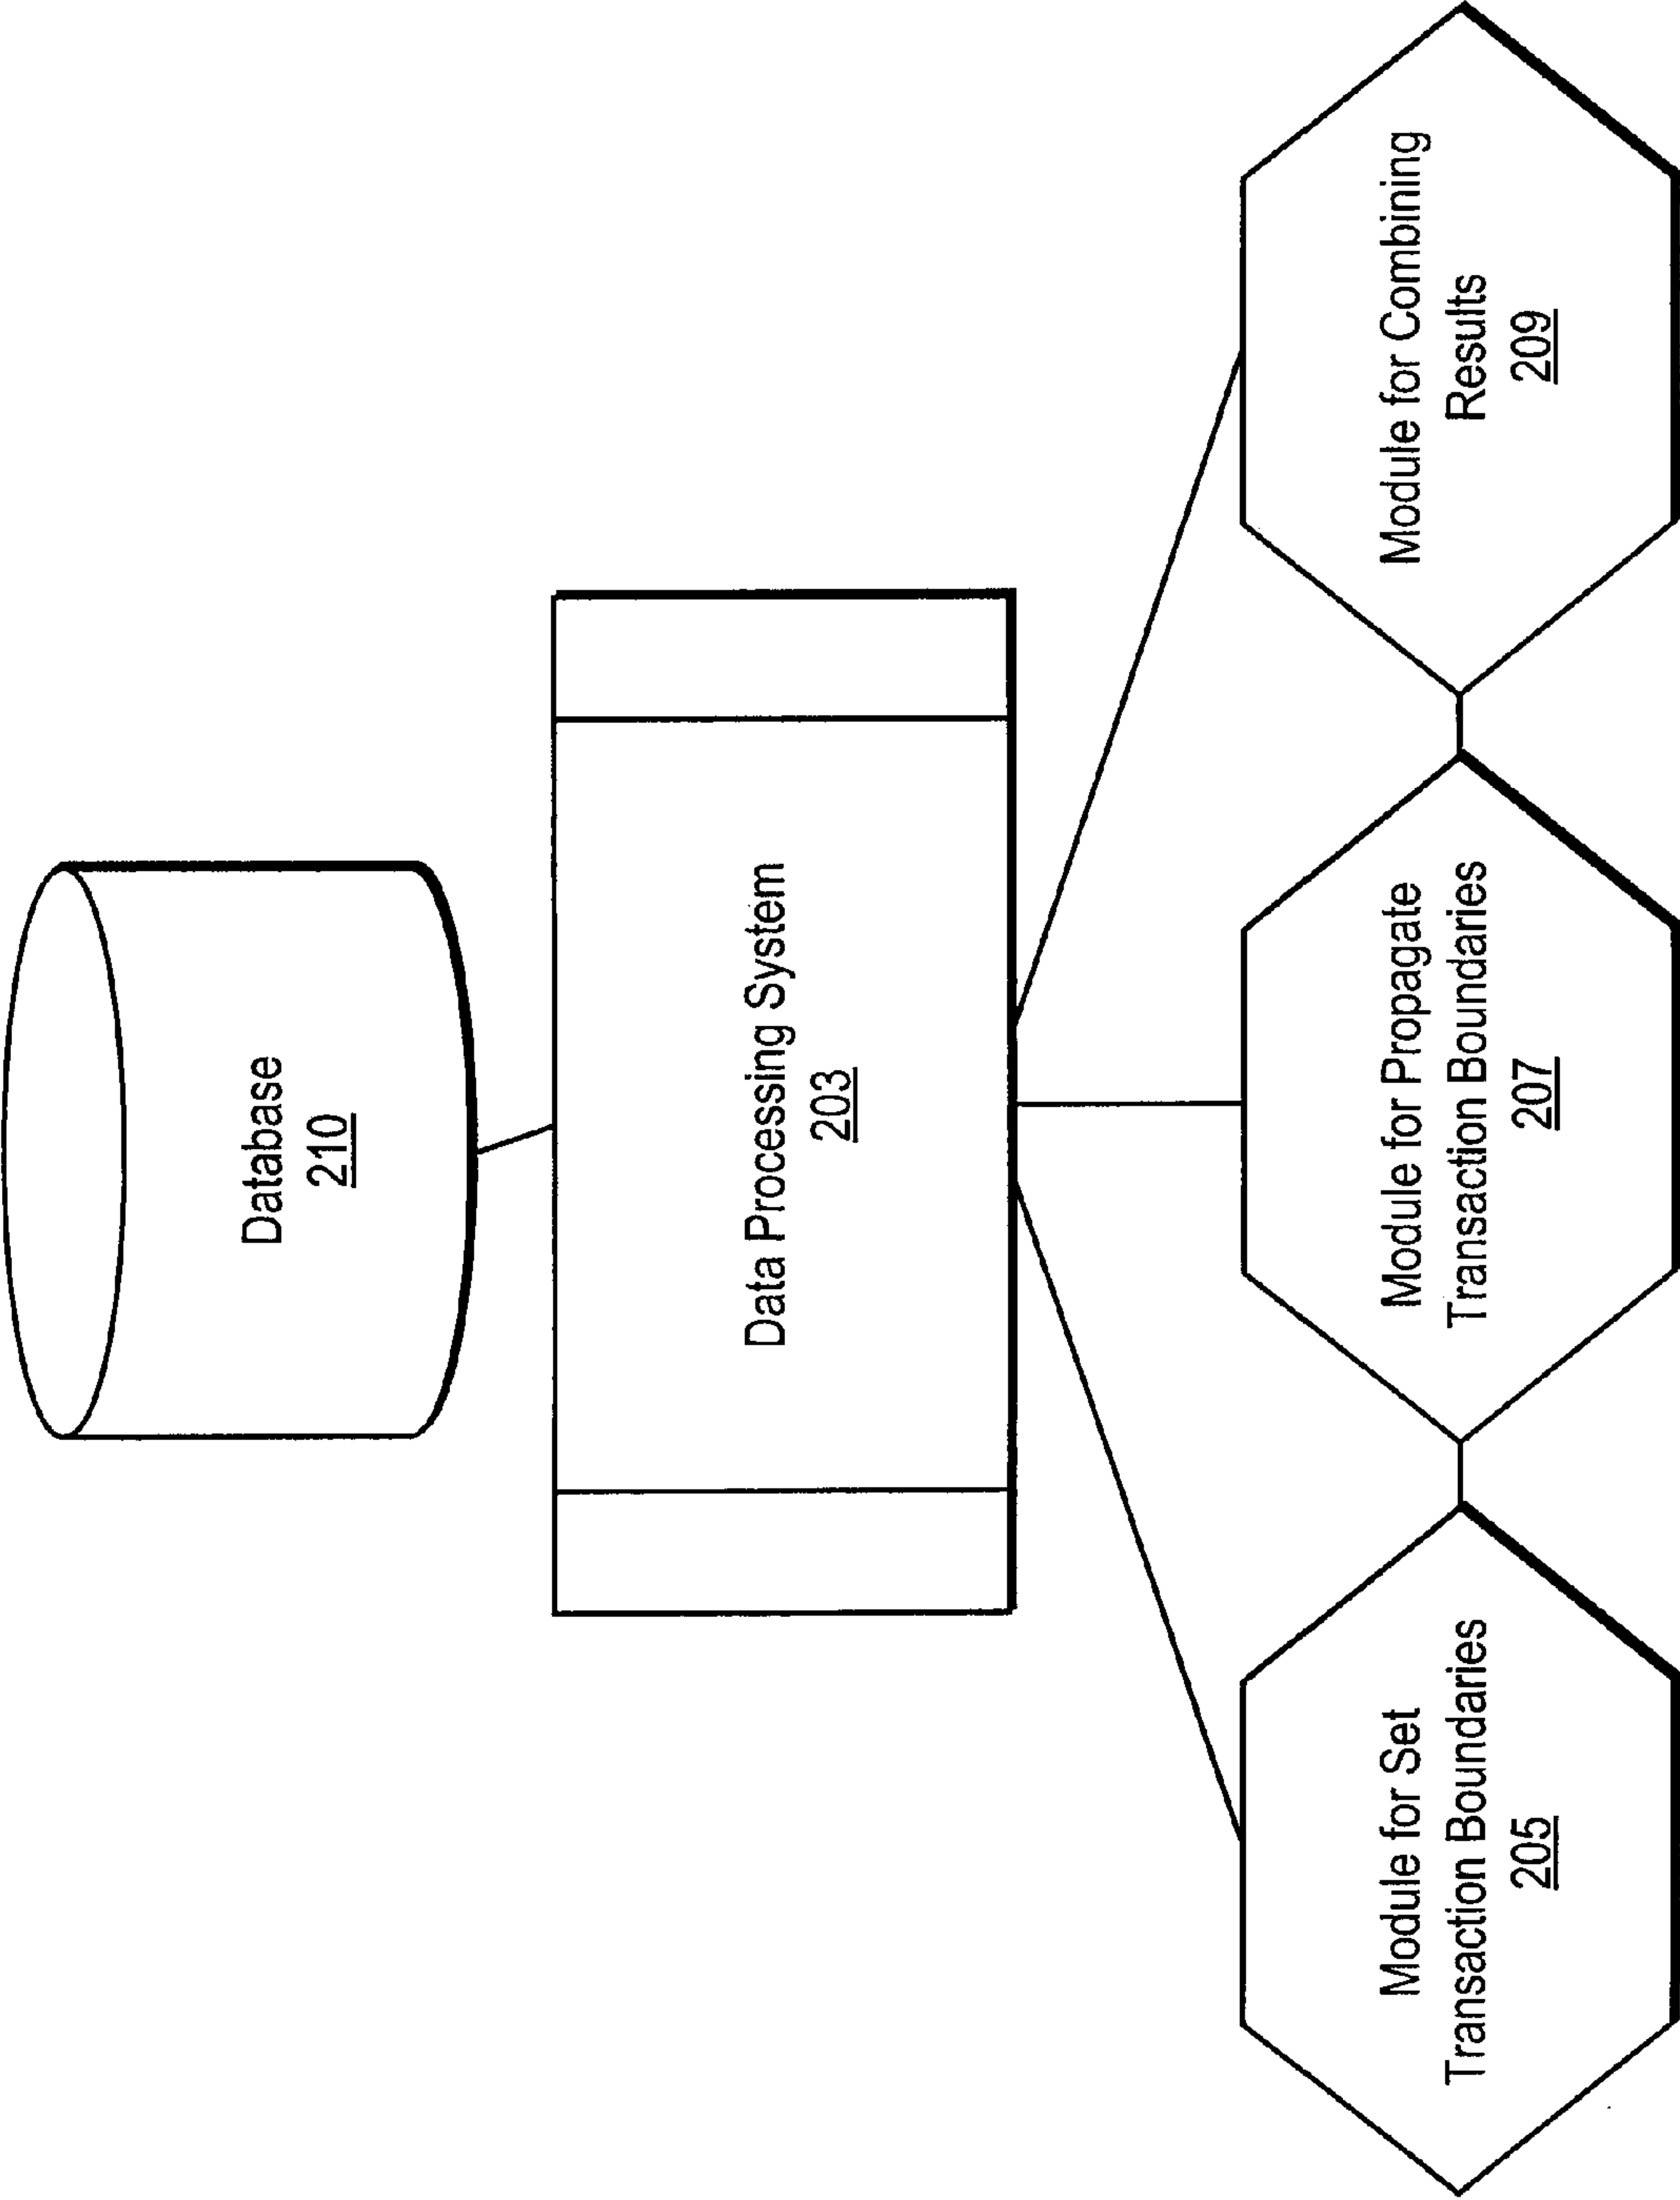 Database
210
Data Processing System
203
Module for Set
Transaction Boundaries
205
Module for Propagate
Transaction Boundaries
207
Module for Combining
Results
209